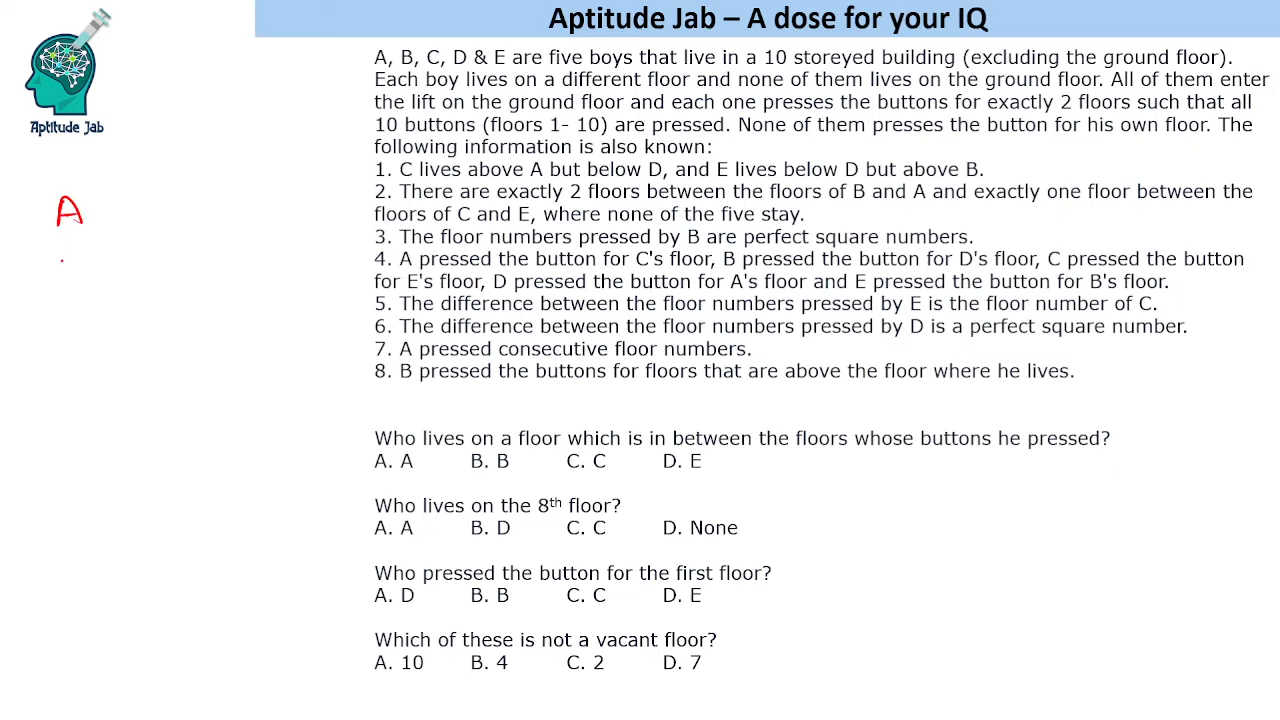 Aptitude Jab – A dose for your IQ
Aptitude Jab
A, B, C, D & E are five boys that live in a 10 storeyed building (excluding the ground floor).
Each boy lives on a different floor and none of them lives on the ground floor. All of them enter
the lift on the ground floor and each one presses the buttons for exactly 2 floors such that all
10 buttons (floors 1- 10) are pressed. None of them presses the button for his own floor. The
following information is also known:
1. C lives above A but below D, and E lives below D but above B.
2. There are exactly 2 floors between the floors of B and A and exactly one floor between the
floors of C and E, where none of the five stay.
3. The floor numbers pressed by B are perfect square numbers.
4. A pressed the button for C's floor, B pressed the button for D's floor, C pressed the button
for E's floor, D pressed the button for A's floor and E pressed the button for B's floor.
5. The difference between the floor numbers pressed by E is the floor number of C.
6. The difference between the floor numbers pressed by D is a perfect square number.
7. A pressed consecutive floor numbers.
8. B pressed the buttons for floors that are above the floor where he lives.
A
Who lives on a floor which is in between the floors whose buttons he pressed?
A. A B. B C. C D. E
Who lives on the 8th floor?
A. A B. D C. C D. None
Who pressed the button for the first floor?
A. D B. B C. C D. E
Which of these is not a vacant floor?
A. 10 B. 4 C. 2 D. 7